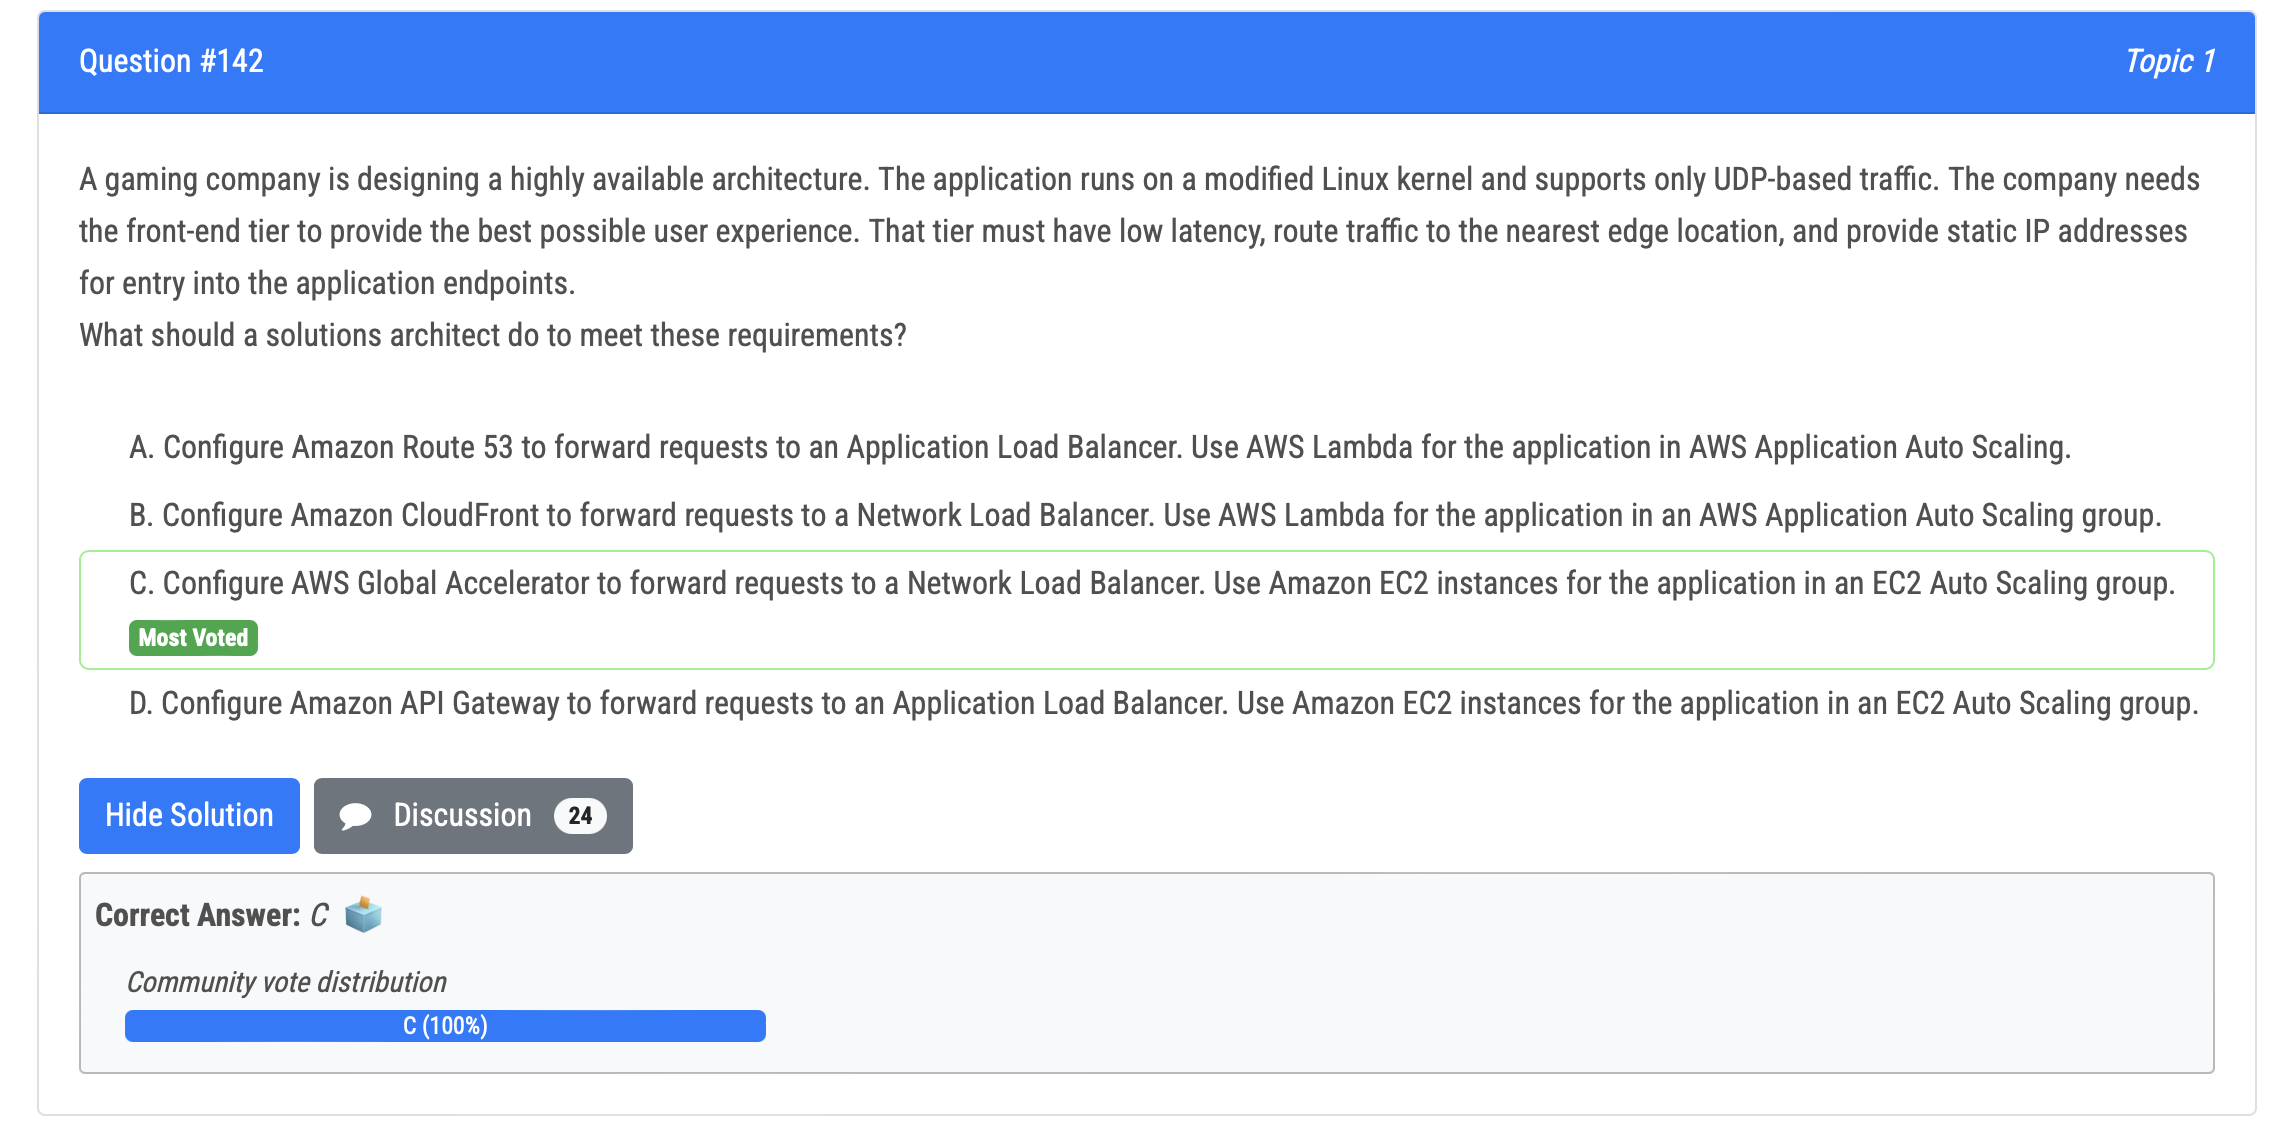 Question #142
Topic 1
A gaming company is designing a highly available architecture. The application runs on a modified Linux kernel and supports only UDP-based traffic. The company needs
the front-end tier to provide the best possible user experience. That tier must have low latency, route traffic to the nearest edge location, and provide static IP addresses
for entry into the application endpoints.
What should a solutions architect do to meet these requirements?
A. Configure Amazon Route 53 to forward requests to an Application Load Balancer. Use AWS Lambda for the application in AWS Application Auto Scaling.
B. Configure Amazon CloudFront to forward requests to a Network Load Balancer. Use AWS Lambda for the application in an AWS Application Auto Scaling group.
C. Configure AWS Global Accelerator to forward requests to a Network Load Balancer. Use Amazon EC2 instances for the application in an EC2 Auto Scaling group.
Most Voted
D. Configure Amazon API Gateway to forward requests to an Application Load Balancer. Use Amazon EC2 instances for the application in an EC2 Auto Scaling group.
Hide Solution
Discussion 24
Correct Answer: C
Community vote distribution
C (100%)